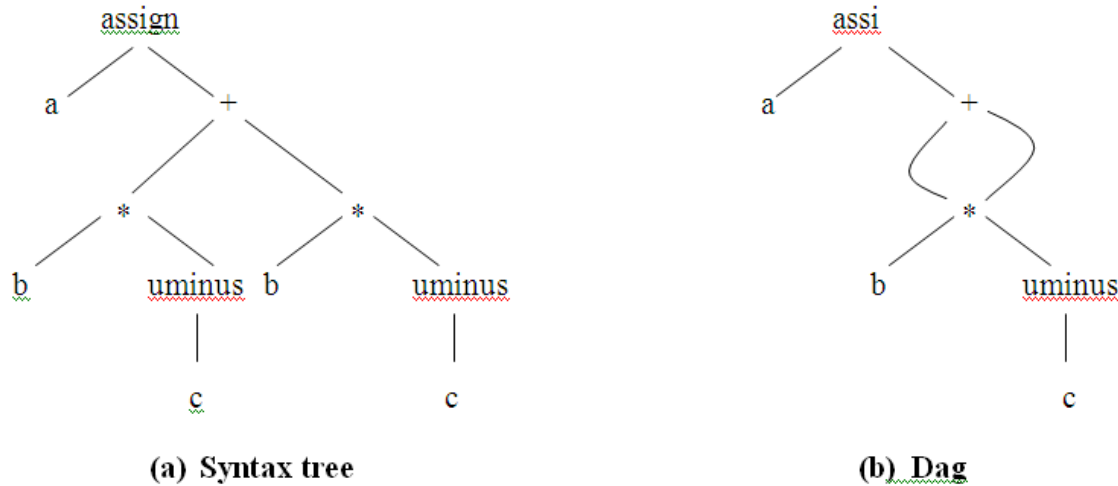 assign assi
a + a +
* * *
b uminus b uminus b uminus
c c c
(a) Syntax tree (b) Dag